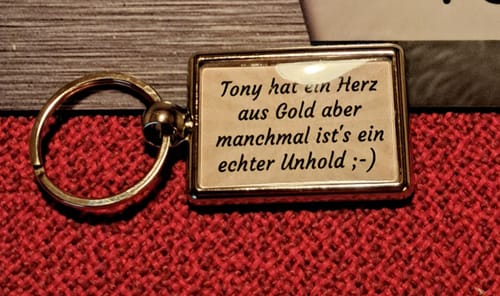 Tony hat ein Herz
aus Gold aber
manchmal ist's ein
echter Unhold ;-)